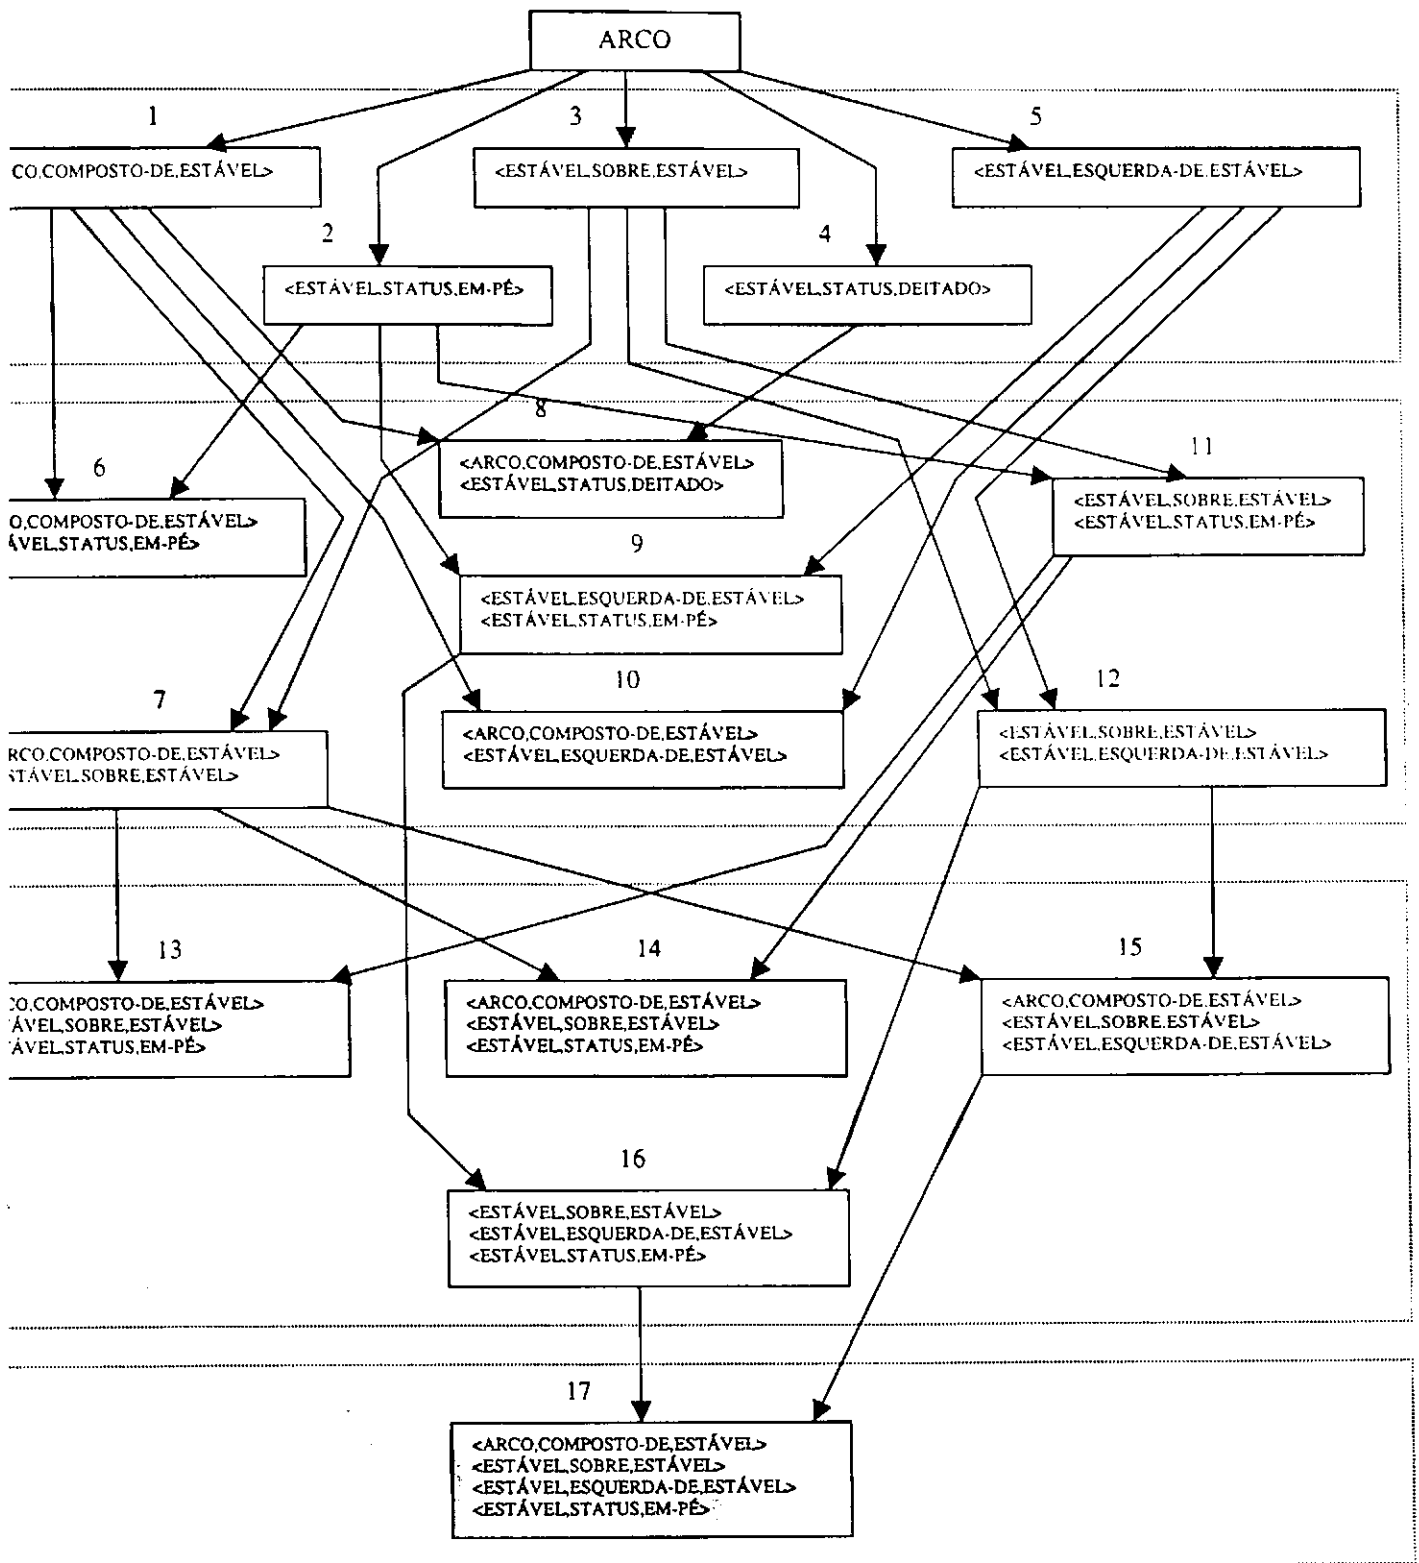 ARCO
1
3
5
CO.COMPOSTO-DE,ESTÁVEL>
<ESTÁVEL,SOBRE,ESTÁVEL>
<ESTÁVEL,ESQUERDA-DE,ESTÁVEL>
2
4
<ESTÁVEL,STATUS,EM-PÉ>
<ESTÁVEL,STATUS,DEITADO>
8
<ARCO,COMPOSTO-DE,ESTÁVEL>
<ESTÁVEL,STATUS,DEITADO>
11
<ESTÁVEL,SOBRE,ESTÁVEL>
<ESTÁVEL,STATUS,EM-PÉ>
6
O,COMPOSTO-DE,ESTÁVEL>
ÁVEL,STATUS,EM-PÉ>
9
<ESTÁVEL,ESQUERDA-DE,ESTÁVEL>
<ESTÁVEL,STATUS,EM-PÉ>
10
<ARCO,COMPOSTO-DE,ESTÁVEL>
<ESTÁVEL,ESQUERDA-DE,ESTÁVEL>
12
<ESTÁVEL,SOBRE,ESTÁVEL>
<ESTÁVEL,ESQUERDA-DE,ESTÁVEL>
7
RCO,COMPOSTO-DE,ESTÁVEL>
STÁVEL,SOBRE,ESTÁVEL>
13
CO,COMPOSTO-DE,ESTÁVEL>
TÁVEL,SOBRE,ESTÁVEL>
TÁVEL,STATUS,EM-PÉ>
14
<ARCO,COMPOSTO-DE,ESTÁVEL>
<ESTÁVEL,SOBRE,ESTÁVEL>
<ESTÁVEL,STATUS,EM-PÉ>
15
<ARCO,COMPOSTO-DE,ESTÁVEL>
<ESTÁVEL,SOBRE,ESTÁVEL>
<ESTÁVEL,ESQUERDA-DE,ESTÁVEL>
16
<ESTÁVEL,SOBRE,ESTÁVEL>
<ESTÁVEL,ESQUERDA-DE,ESTÁVEL>
<ESTÁVEL,STATUS,EM-PÉ>
17
<ARCO,COMPOSTO-DE,ESTÁVEL>
<ESTÁVEL,SOBRE,ESTÁVEL>
<ESTÁVEL,ESQUERDA-DE,ESTÁVEL>
<ESTÁVEL,STATUS,EM-PÉ>